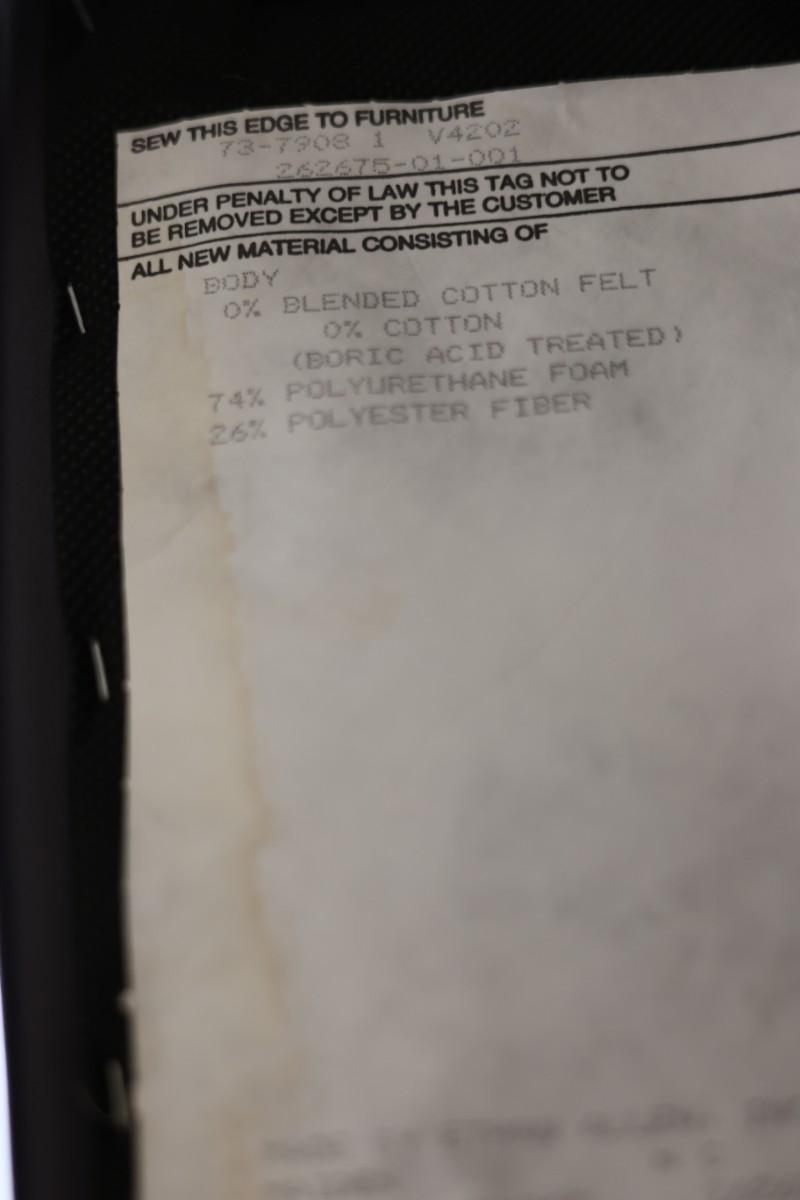 SEW THIS EDGE TO FURNITURE
73-7908 1 V4202
262675-01-001
UNDER PENALTY OF LAW THIS TAG NOT TO
BE REMOVED EXCEPT BY THE CUSTOMER
ALL NEW MATERIAL CONSISTING OF
BODY
0% BLENDED COTTON FELT
0% COTTON
(BORIC ACID TREATED)
74% POLYURETHANE FOAM
26% POLYESTER FIBER